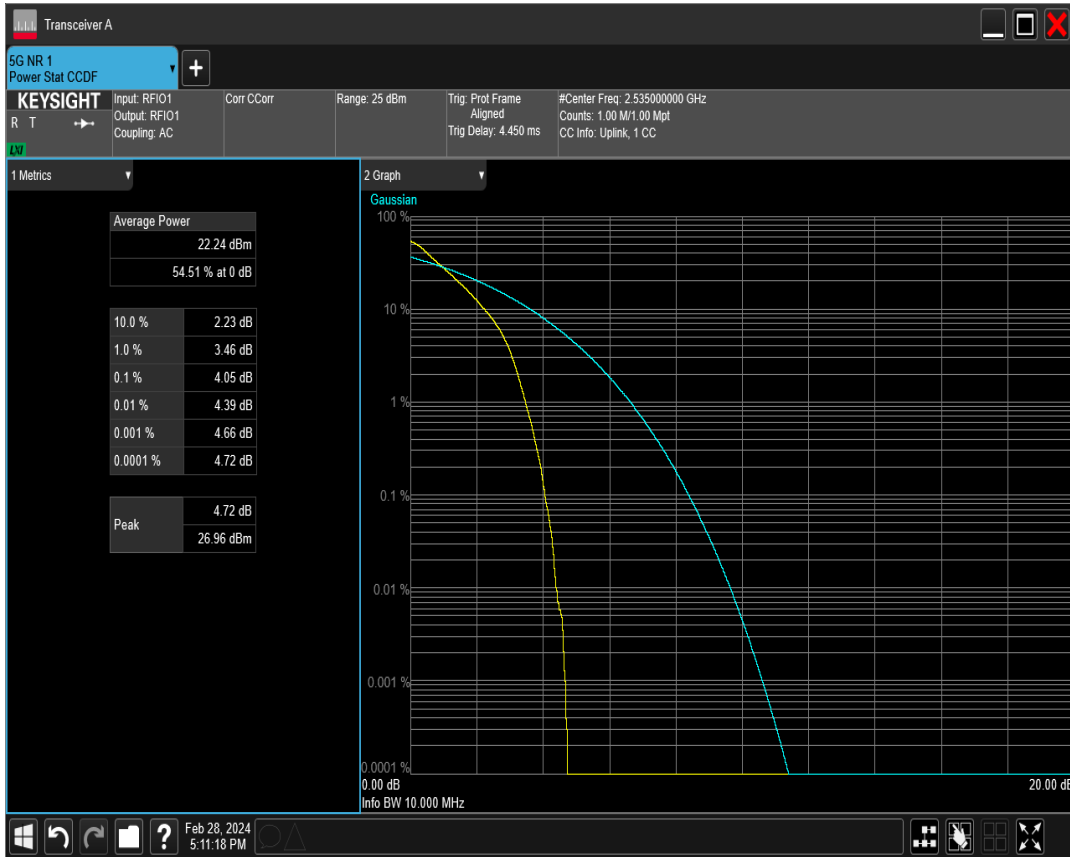 Transceiver A
5G NR 1
Power Stat CCDF
KEYSIGHT
R T
LXI
Input: RFIO1
Output: RFIO1
Coupling: AC
Corr CCorr
Range: 25 dBm
Trig: Prot Frame
Aligned
Trig Delay: 4.450 ms
#Center Freq: 2.535000000 GHz
Counts: 1.00 M/1.00 Mpt
CC Info: Uplink, 1 CC
1 Metrics
Average Power
22.24 dBm
54.51 % at 0 dB
10.0 % 2.23 dB
1.0 % 3.46 dB
0.1 % 4.05 dB
0.01 % 4.39 dB
0.001 % 4.66 dB
0.0001 % 4.72 dB
Peak
4.72 dB
26.96 dBm
2 Graph
Gaussian
100 %
10 %
1 %
0.1 %
0.01 %
0.001 %
0.0001 %
0.00 dB 20.00 dB
Info BW 10.000 MHz
Feb 28, 2024
5:11:18 PM